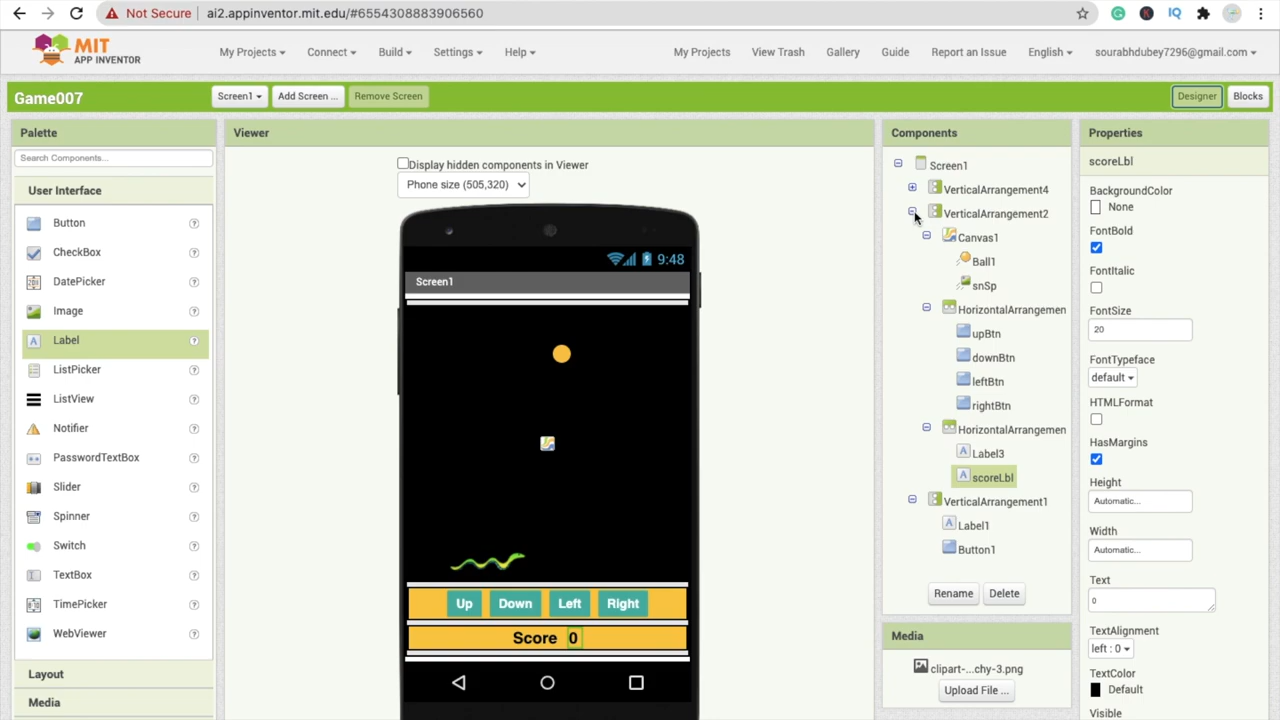 Not Secure
ai2.appinventor.mit.edu/#6554308883906560
MIT
APP INVENTOR
My Projects
Connect
Build
Settings
Help
My Projects
View Trash
Gallery
Guide
Report an Issue
English
sourabhdubey7296@gmail.com
Game007
Screen1
Add Screen ...
Remove Screen
Designer
Blocks
Palette
Search Components...
User Interface
Button
CheckBox
DatePicker
Image
Label
ListPicker
ListView
Notifier
PasswordTextBox
Slider
Spinner
Switch
TextBox
TimePicker
WebViewer
Layout
Media
Viewer
Display hidden components in Viewer
Phone size (505,320)
9:48
Screen1
Up Down Left Right
Score 0
Components
Screen1
VerticalArrangement4
VerticalArrangement2
Canvas1
Ball1
snSp
HorizontalArrangemen
upBtn
downBtn
leftBtn
rightBtn
HorizontalArrangemen
Label3
scoreLbl
VerticalArrangement1
Label1
Button1
Rename
Delete
Media
clipart-...chy-3.png
Upload File ...
Properties
scoreLbl
BackgroundColor
None
FontBold
FontItalic
FontSize
20
FontTypeface
default
HTMLFormat
HasMargins
Height
Automatic...
Width
Automatic...
Text
0
TextAlignment
left : 0
TextColor
Default
Visible